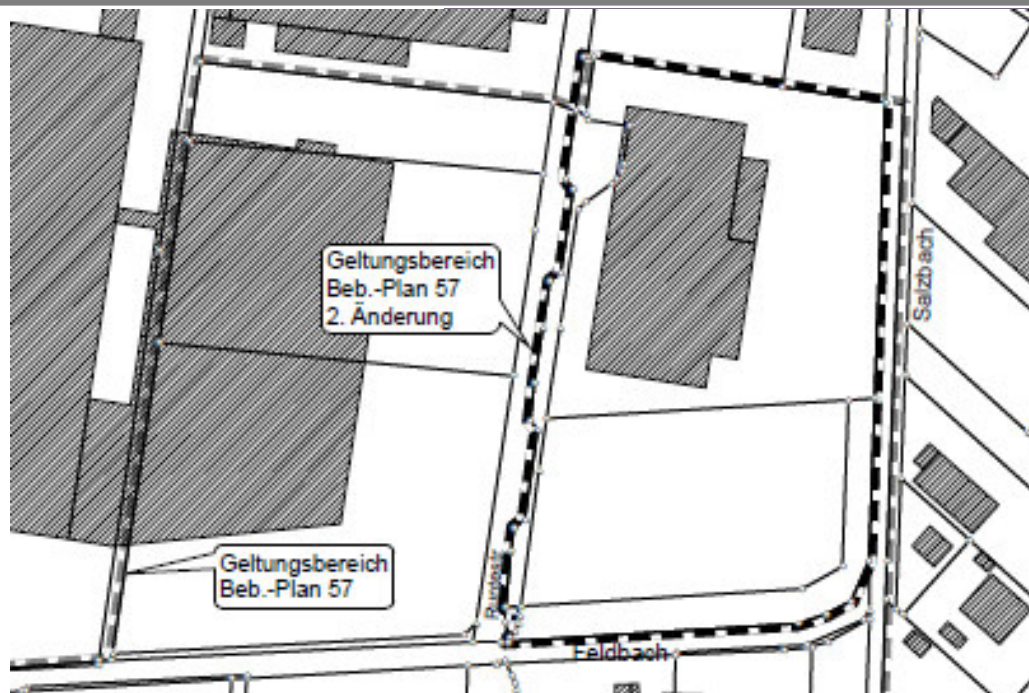 Geltungsbereich
Beb.-Plan 57
2. Änderung
Salzbach
Geltungsbereich
Beb.-Plan 57
Feldbach